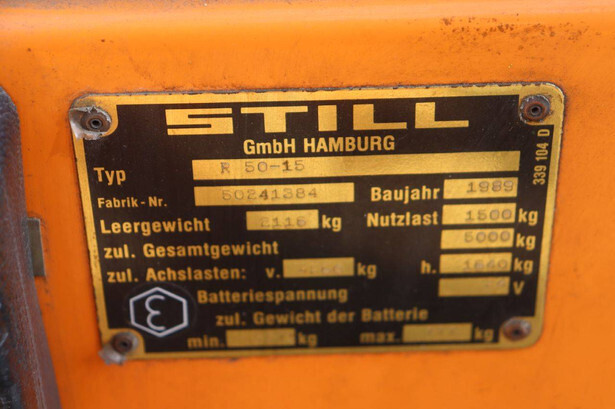 STILL
GmbH HAMBURG
Typ R 50-15
Fabrik-Nr. 50241384 Baujahr 1989
Leergewicht kg Nutzlast 1500 kg
zul. Gesamtgewicht 5000 kg
zul. Achslasten: v. kg h. 1640 kg
Batteriespannung V
zul. Gewicht der Batterie
min. kg max. kg
339 104 D